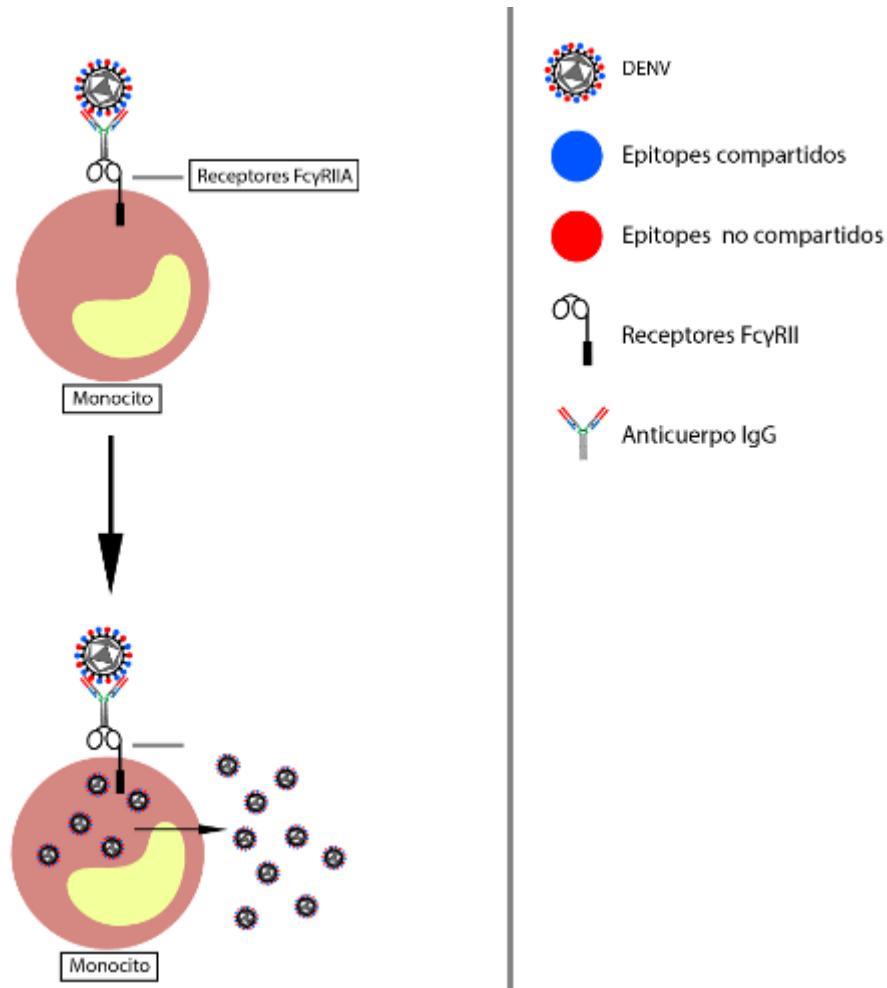 Receptores FcγRIIA
Monocito
Monocito
DENV
Epitopes compartidos
Epitopes no compartidos
Receptores FcγRII
Anticuerpo IgG